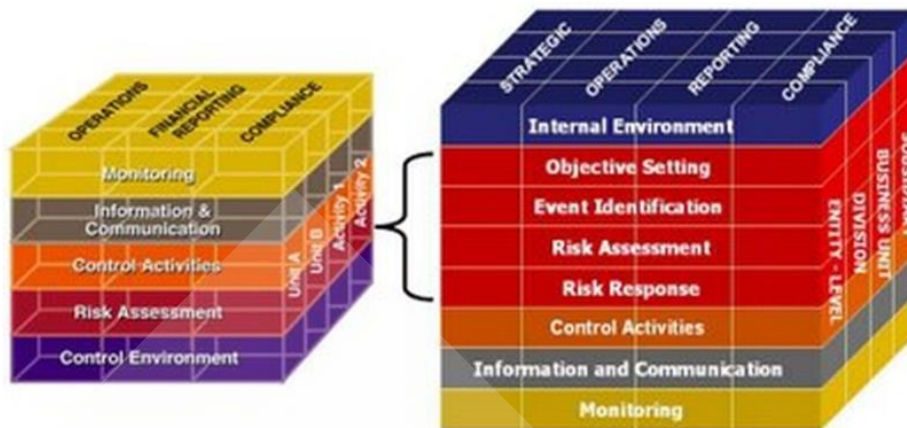 OPERATIONS
FINANCIAL
REPORTING
COMPLIANCE
Monitoring
Information &
Communication
Control Activities
Risk Assessment
Control Environment
Unit A
Unit B
Activity 1
Activity 2
STRATEGIC
OPERATIONS
REPORTING
COMPLIANCE
Internal Environment
Objective Setting
Event Identification
Risk Assessment
Risk Response
Control Activities
Information and Communication
Monitoring
ENTITY - LEVEL
DIVISION
BUSINESS UNIT